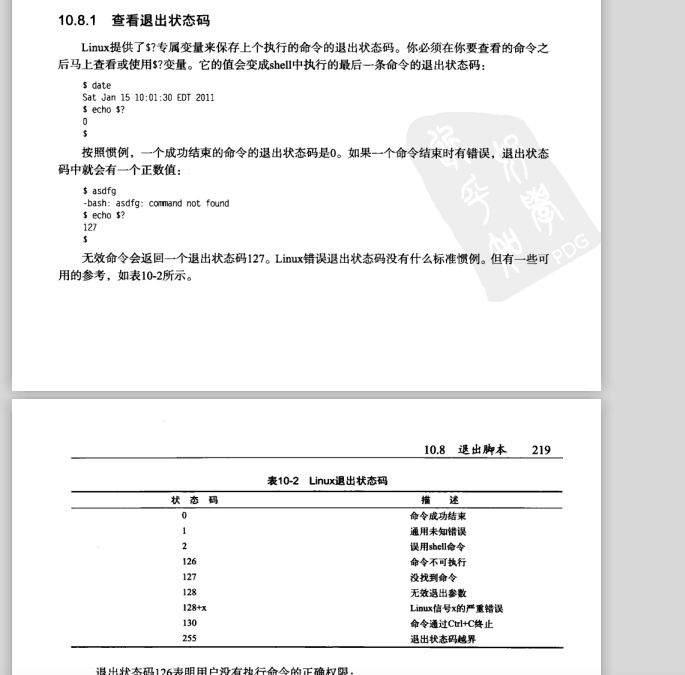 10.8.1 查看退出状态码
Linux提供了$?专属变量来保存上个执行的命令的退出状态码。你必须在你要查看的命令之
后马上查看或使用$?变量。它的值会变成shell中执行的最后一条命令的退出状态码：
$ date
Sat Jan 15 10:01:30 EDT 2011
$ echo $?
0
$
按照惯例，一个成功结束的命令的退出状态码是0。如果一个命令结束时有错误，退出状态
码中就会有一个正数值：
$ asdfg
-bash: asdfg: command not found
$ echo $?
127
$
无效命令会返回一个退出状态码127。Linux错误退出状态码没有什么标准惯例。但有一些可
用的参考，如表10-2所示。
PDG
10.8 退出脚本 219
表10-2 Linux退出状态码
状 态 码 描 述
0 命令成功结束
1 通用未知错误
2 误用shell命令
126 命令不可执行
127 没找到命令
128 无效退出参数
128+x Linux信号x的严重错误
130 命令通过Ctrl+C终止
255 退出状态码越界
退出状态码126表明用户没有执行命令的正确权限：